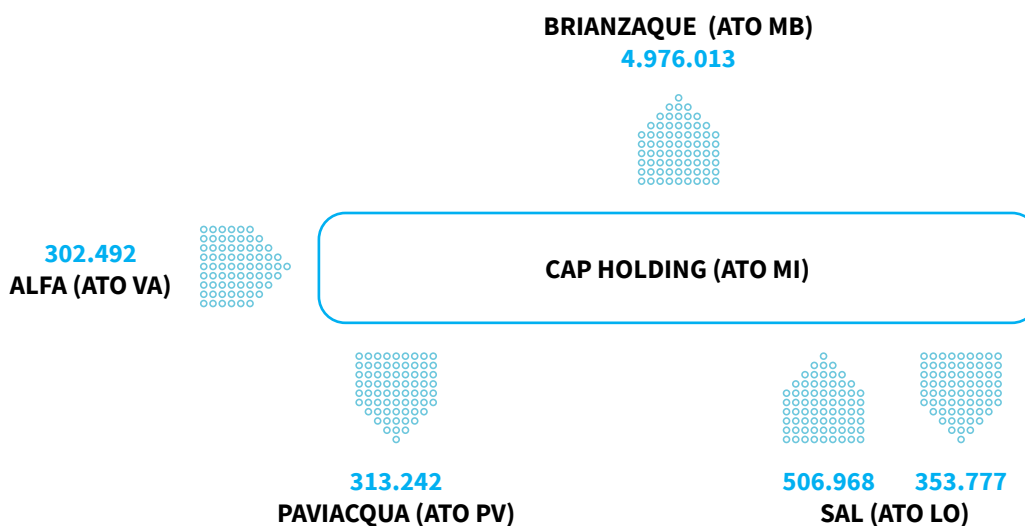 BRIANZAQUE (ATO MB)
4.976.013
302.492
ALFA (ATO VA)
CAP HOLDING (ATO MI)
313.242
PAVIACQUA (ATO PV)
506.968 353.777
SAL (ATO LO)